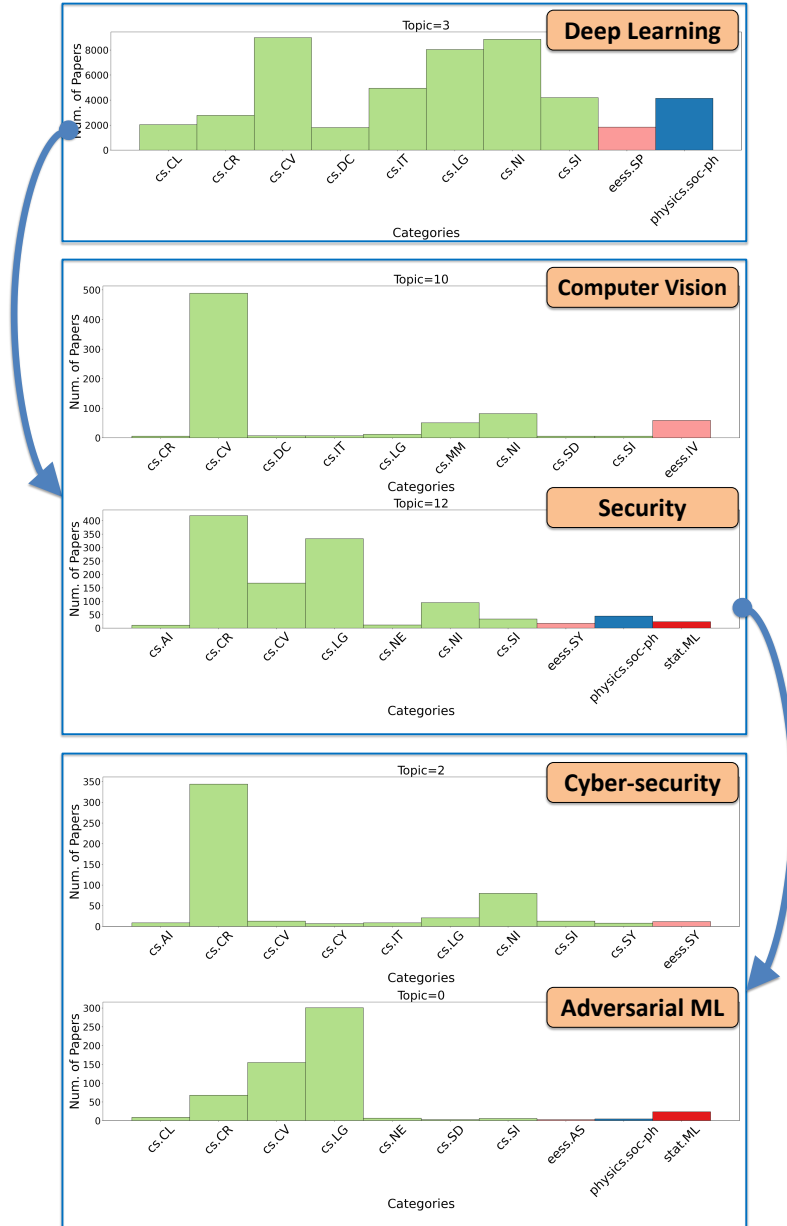 Topic=3
Deep Learning
Num. of Papers
8000
6000
4000
2000
0
cs.CL
cs.CR
cs.CV
cs.DC
cs.IT
cs.LG
cs.NI
cs.SI
eess.SP
physics.soc-ph
Categories
Topic=10
Computer Vision
Num. of Papers
500
400
300
200
100
0
cs.CR
cs.CV
cs.DC
cs.IT
cs.LG
cs.MM
cs.NI
cs.SD
cs.SI
eess.IV
Categories
Topic=12
Security
Num. of Papers
400
350
300
250
200
150
100
50
0
cs.AI
cs.CR
cs.CV
cs.LG
cs.NE
cs.NI
cs.SI
eess.SY
physics.soc-ph
stat.ML
Categories
Topic=2
Cyber-security
Num. of Papers
350
300
250
200
150
100
50
0
cs.AI
cs.CR
cs.CV
cs.CY
cs.IT
cs.LG
cs.NI
cs.SI
cs.SY
eess.SY
Categories
Topic=0
Adversarial ML
Num. of Papers
300
250
200
150
100
50
0
cs.CL
cs.CR
cs.CV
cs.LG
cs.NE
cs.SD
cs.SI
eess.AS
physics.soc-ph
stat.ML
Categories